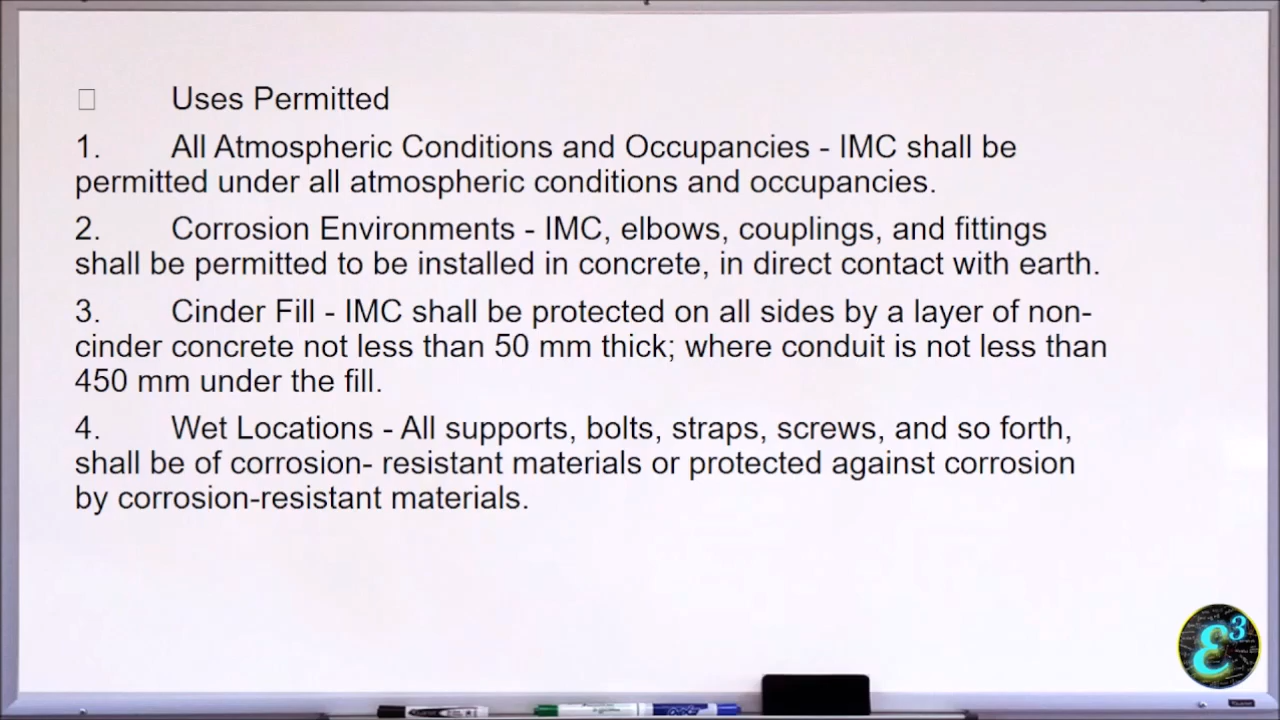 Uses Permitted
1. All Atmospheric Conditions and Occupancies - IMC shall be
permitted under all atmospheric conditions and occupancies.
2. Corrosion Environments - IMC, elbows, couplings, and fittings
shall be permitted to be installed in concrete, in direct contact with earth.
3. Cinder Fill - IMC shall be protected on all sides by a layer of non-
cinder concrete not less than 50 mm thick; where conduit is not less than
450 mm under the fill.
4. Wet Locations - All supports, bolts, straps, screws, and so forth,
shall be of corrosion- resistant materials or protected against corrosion
by corrosion-resistant materials.
ε3